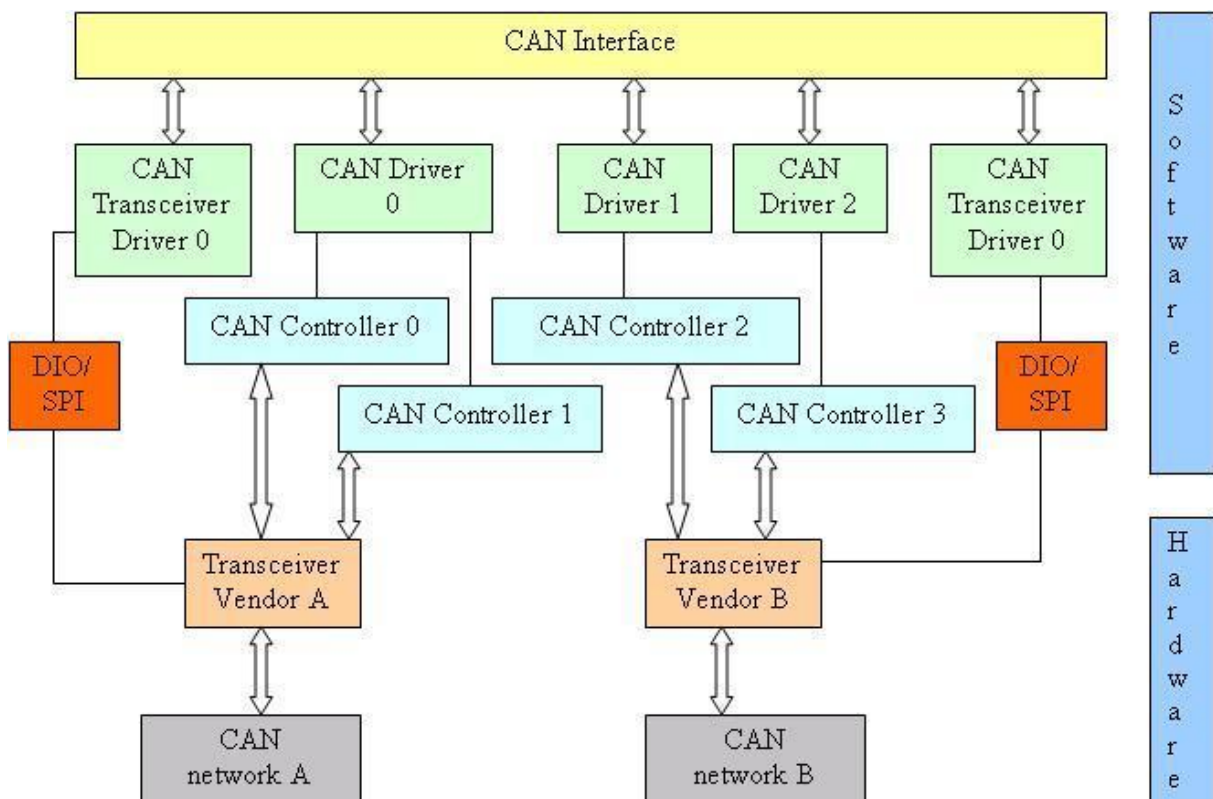 CAN Interface
CAN
Transceiver
Driver 0
CAN Driver
0
CAN
Driver 1
CAN
Driver 2
CAN
Transceiver
Driver 0
CAN Controller 0
CAN Controller 2
DIO/
SPI
DIO/
SPI
CAN Controller 1
CAN Controller 3
Transceiver
Vendor A
Transceiver
Vendor B
CAN
network A
CAN
network B
Software
Hardware